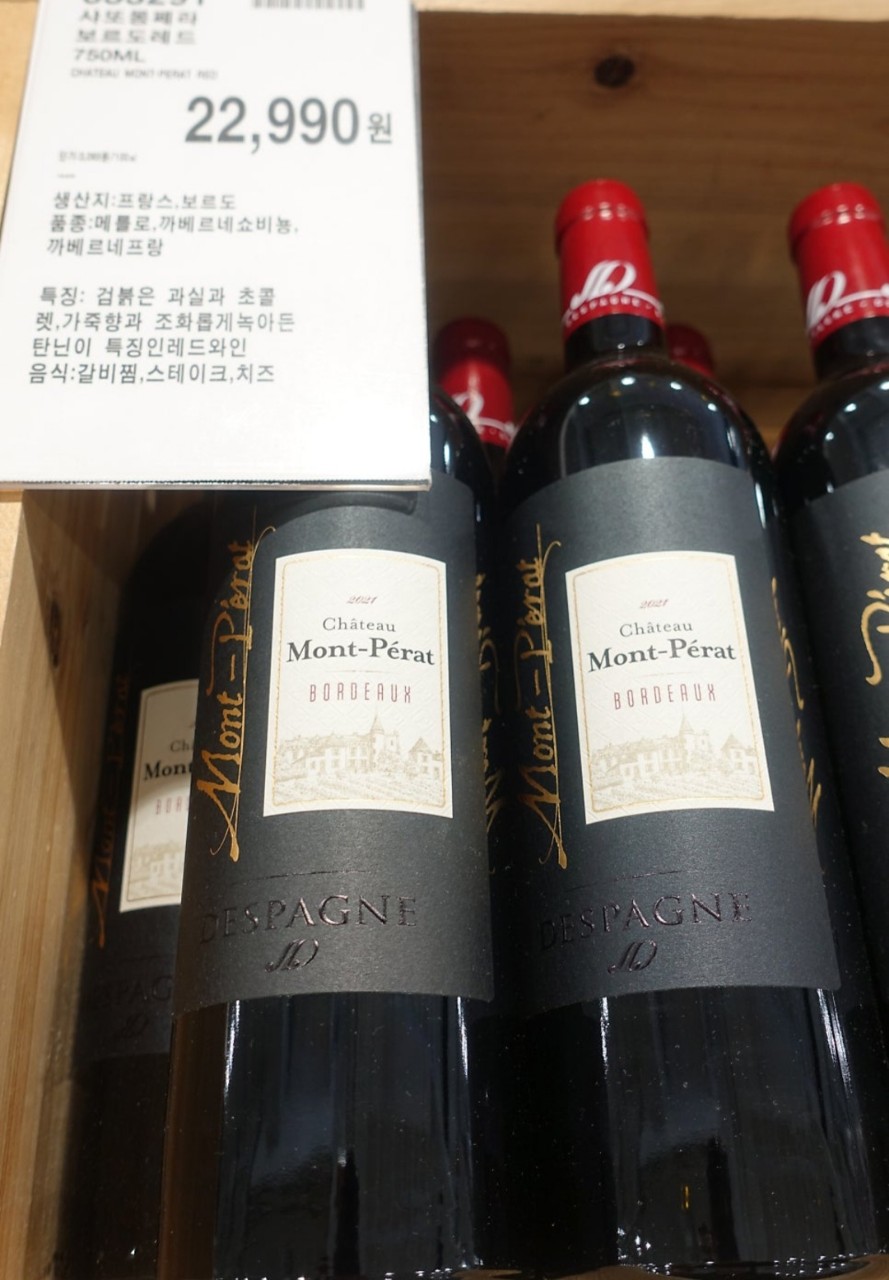 샤또몽페라
보르도레드
750ML
CHATEAU MONT-PERAT RED
22,990원
생산지:프랑스,보르도
품종:메틀로,까베르네쇼비뇽,
까베르네프랑
특징: 검붉은 과실과 초콜
렛,가죽향과 조화롭게녹아든
탄닌이 특징인레드와인
음식:갈비찜,스테이크,치즈
Mont-Pérat
2021
Château
Mont-Pérat
BORDEAUX
DESPAGNE
Mont-Pérat
2021
Château
Mont-Pérat
BORDEAUX
DESPAGNE